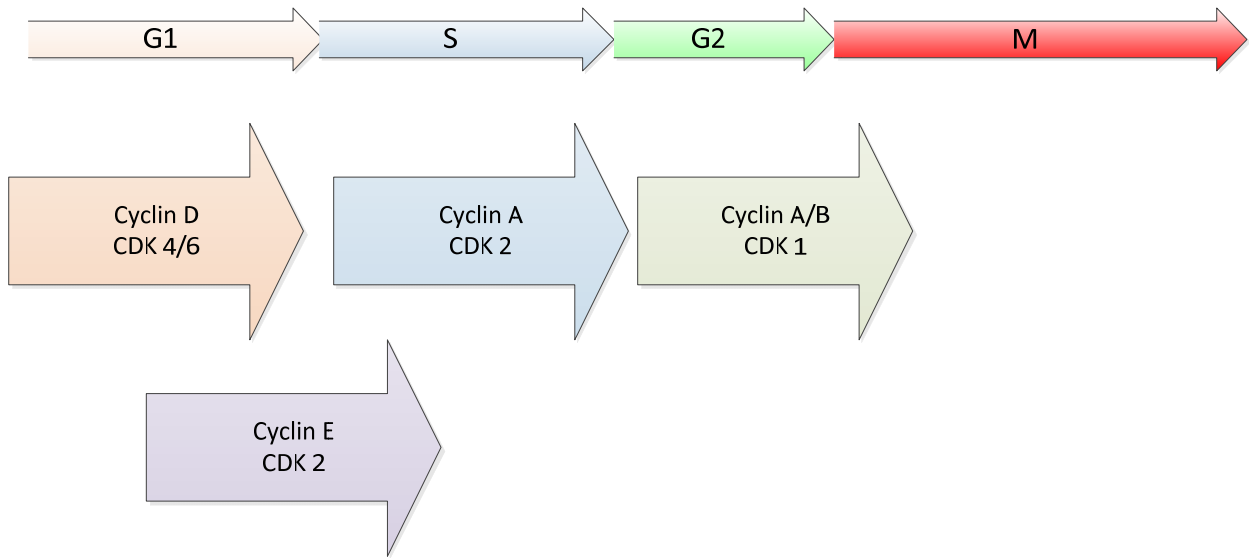 G1
S
G2
M
Cyclin D
CDK 4/6
Cyclin A
CDK 2
Cyclin A/B
CDK 1
Cyclin E
CDK 2